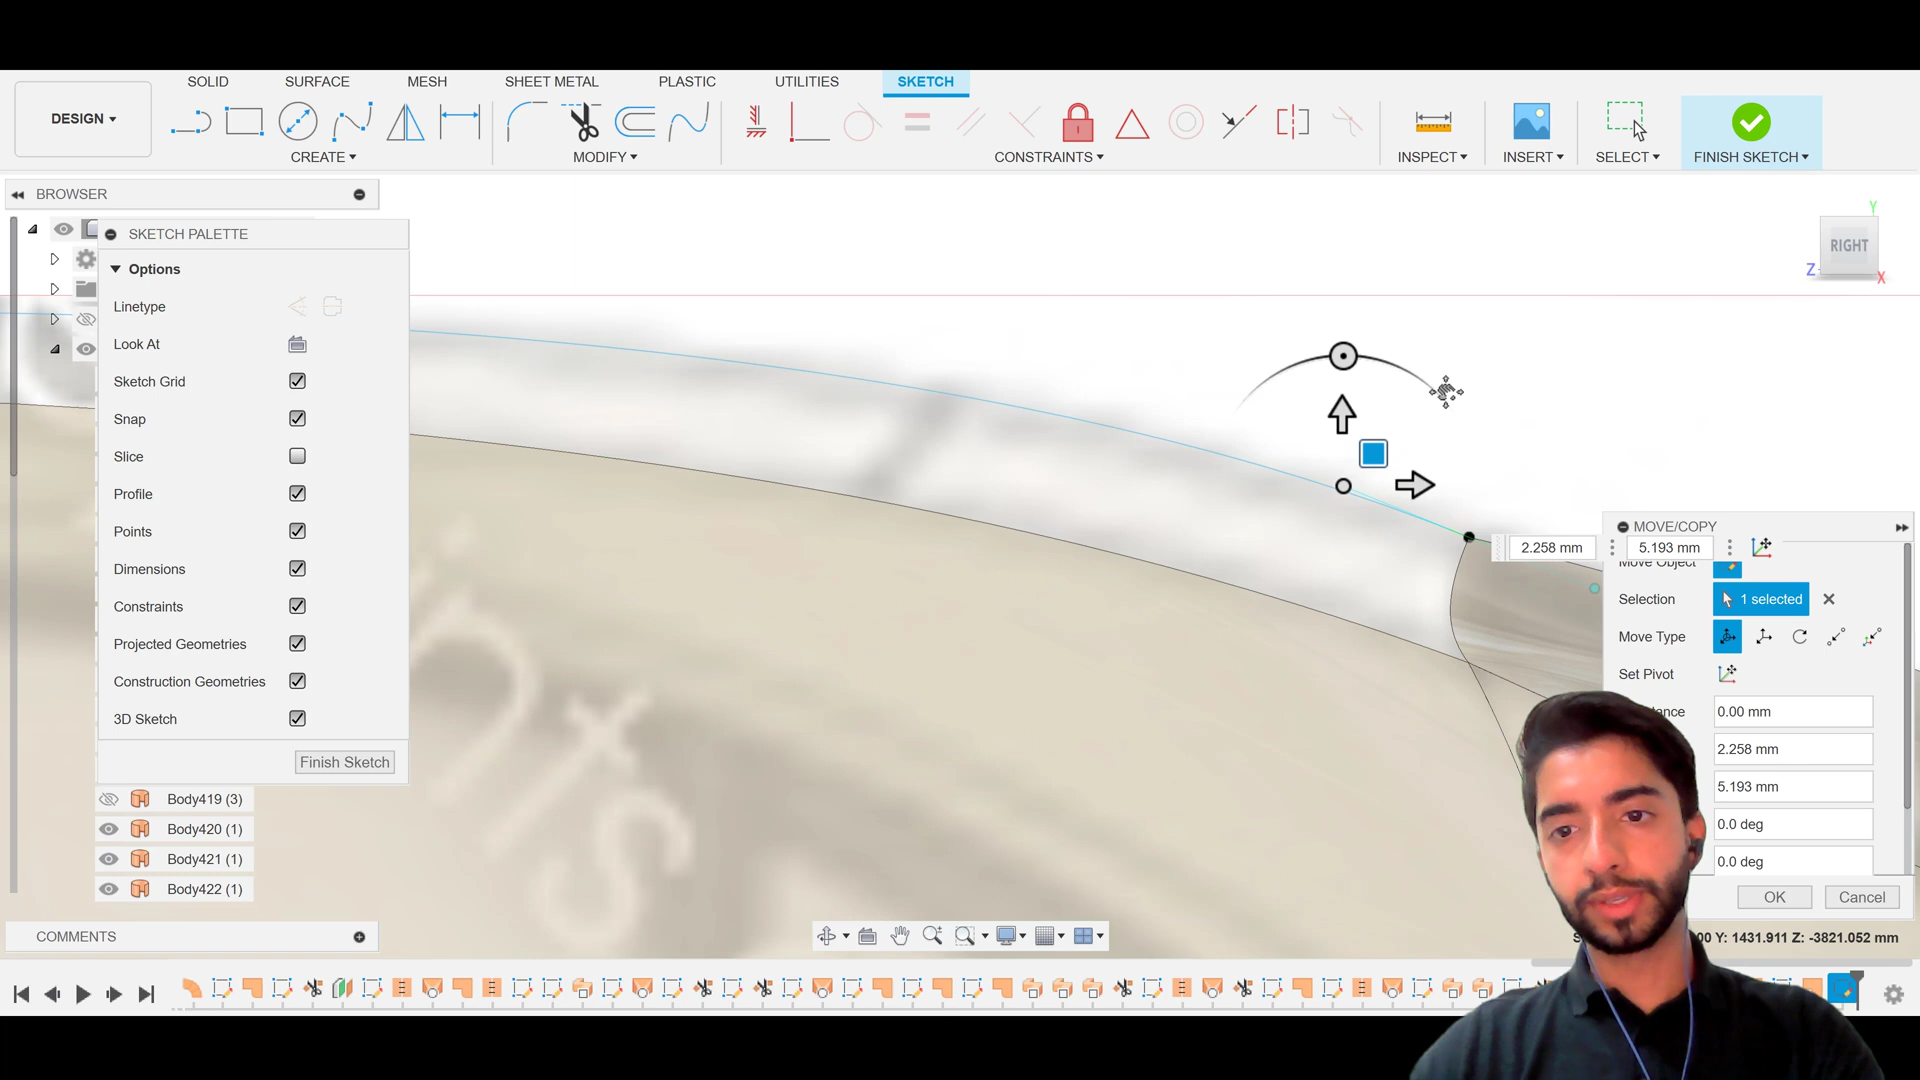 SOLID SURFACE MESH SHEET METAL PLASTIC UTILITIES SKETCH
DESIGN
CREATE MODIFY CONSTRAINTS INSPECT INSERT SELECT FINISH SKETCH
BROWSER
SKETCH PALETTE
Options
Linetype
Look At
Sketch Grid
Snap
Slice
Profile
Points
Dimensions
Constraints
Projected Geometries
Construction Geometries
3D Sketch
Finish Sketch
Body419 (3)
Body420 (1)
Body421 (1)
Body422 (1)
COMMENTS
Y
RIGHT
Z
X
MOVE/COPY
2.258 mm 5.193 mm
Move Object
Selection 1 selected
Move Type
Set Pivot
0.00 mm
2.258 mm
5.193 mm
0.0 deg
0.0 deg
OK Cancel
Y: 1431.911 Z: -3821.052 mm